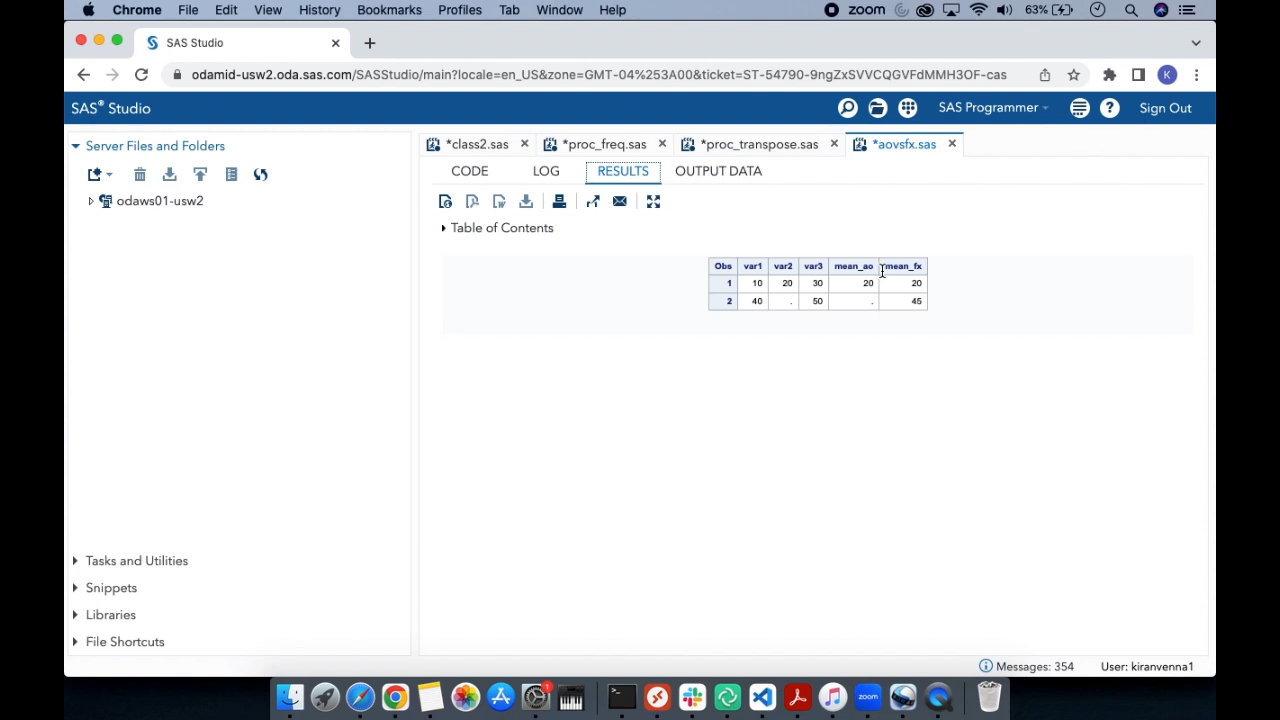 Chrome File Edit View History Bookmarks Profiles Tab Window Help zoom 63%
SAS Studio
odamid-usw2.oda.sas.com/SASStudio/main?locale=en_US&zone=GMT-04%253A00&ticket=ST-54790-9ngZxSVVCQGVFdMMH3OF-cas K
SAS® Studio SAS Programmer Sign Out
Server Files and Folders
*class2.sas *proc_freq.sas *proc_transpose.sas *aovsfx.sas
CODE LOG RESULTS OUTPUT DATA
odaws01-usw2
Table of Contents
Obs var1 var2 var3 mean_ao mean_fx
1 10 20 30 20 20
2 40 . 50 . 45
Tasks and Utilities
Snippets
Libraries
File Shortcuts
Messages: 354 User: kiranvenna1
1 zoom